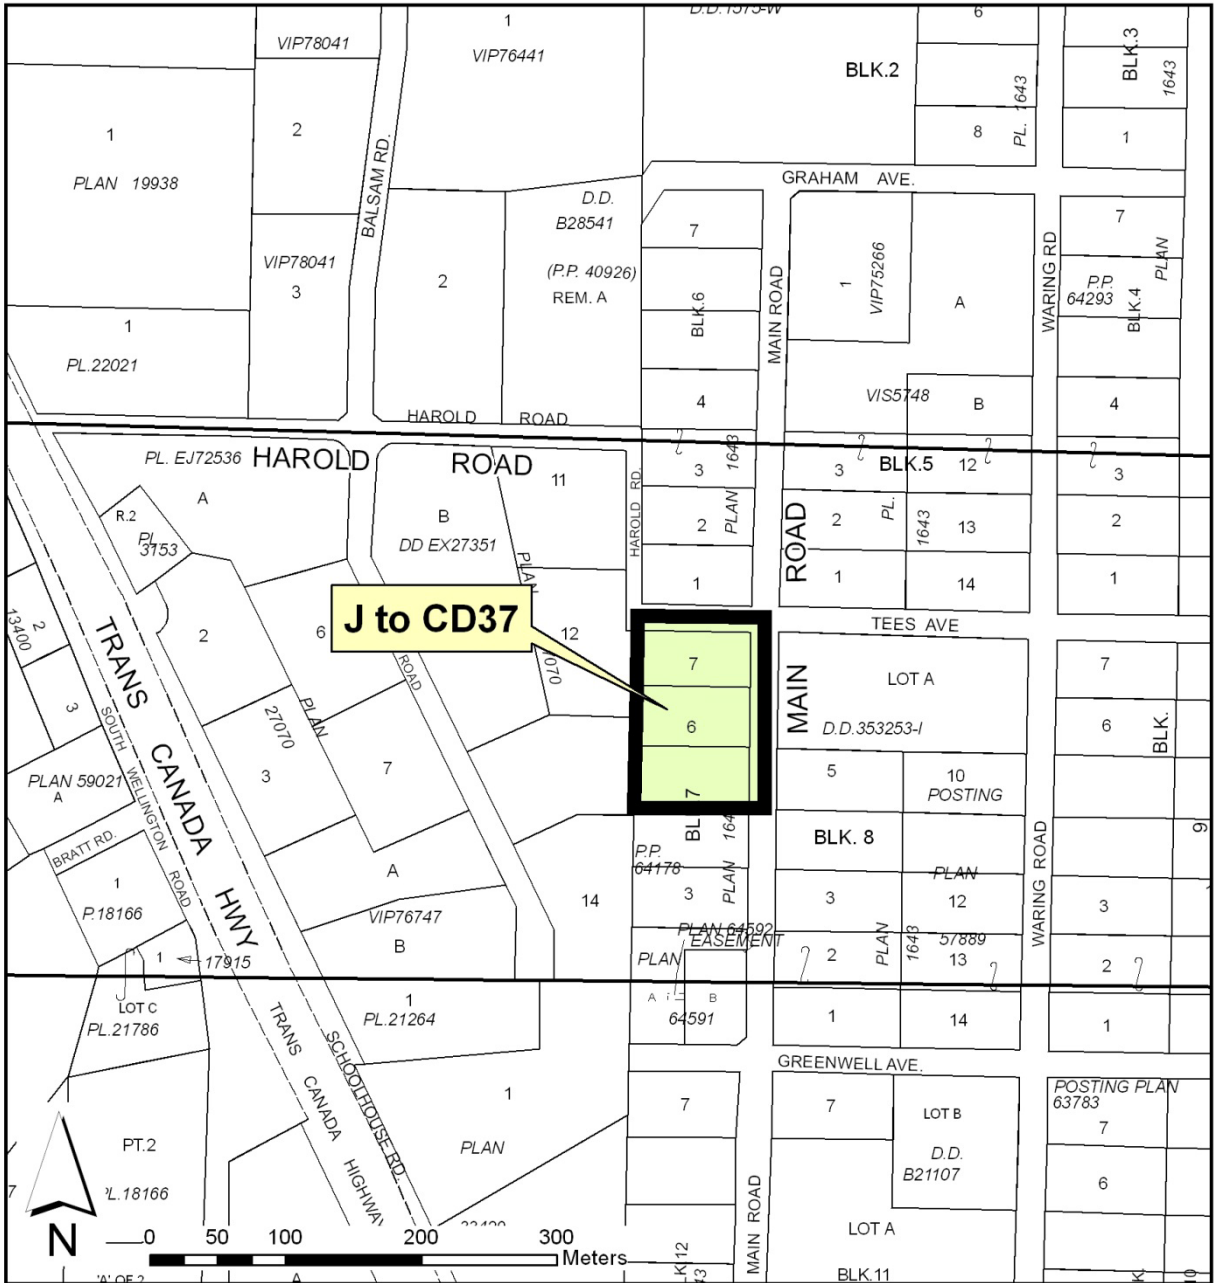 1
D.D.1575-W
6
VIP78041
VIP76441
BLK.2
BLK.3
1643
1643
PL.
2
8
1
1
PLAN 19938
BALSAM RD.
GRAHAM AVE.
D.D.
B28541
7
7
VIP78041
3
2
(P.P. 40926)
REM. A
BLK.6
MAIN ROAD
1
VIP75266
A
WARING RD
P.P.
64293
PLAN
BLK.4
1
PL.22021
4
VIS5748
B
4
HAROLD ROAD
PL. EJ72536
HAROLD ROAD
A
11
HAROLD RD.
3
1643
3
BLK.5
12
3
R.2
PL.
3153
B
DD EX27351
2
PLAN
ROAD
2
PL.
1643
13
2
PLAN
1
1
14
1
13400
2
2
6
J to CD37
12
TEES AVE
7
LOT A
7
TRANS CANADA HWY
ROAD
3
SOUTH WELLINGTON ROAD
27070
PLAN
MAIN
6
D.D.353253-I
6
BLK.
PLAN 59021
A
3
7
5
10
POSTING
7
BRATT RD.
BLK. 8
9
P.P.
64178
1
P.18166
A
14
3
PLAN
3
PLAN
12
WARING ROAD
3
VIP76747
B
PLAN 64592
EASEMENT
PLAN
1643
57889
1
17915
PLAN
2
13
2
LOT C
PL.21786
1
PL.21264
A
B
64591
1
14
1
TRANS CANADA HIGHWAY
SCHOOLHOUSE RD.
GREENWELL AVE.
1
7
7
LOT B
POSTING PLAN
63783
7
PT.2
PLAN
D.D.
B21107
6
MAIN ROAD
LOT A
N
0 50 100 200 300
Meters
BLK.11
A